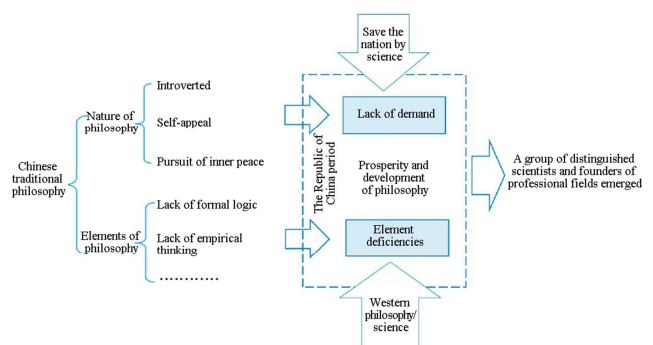 Save the
nation by
science
Introverted
Nature of
philosophy
Self-appeal
Pursuit of inner peace
Chinese
traditional
philosophy
Lack of formal logic
Elements of
philosophy
Lack of empirical
thinking
…………
The Republic of
China period
Lack of demand
Prosperity and
development
of philosophy
Element
deficiencies
Western
philosophy/
science
A group of distinguished
scientists and founders of
professional fields emerged